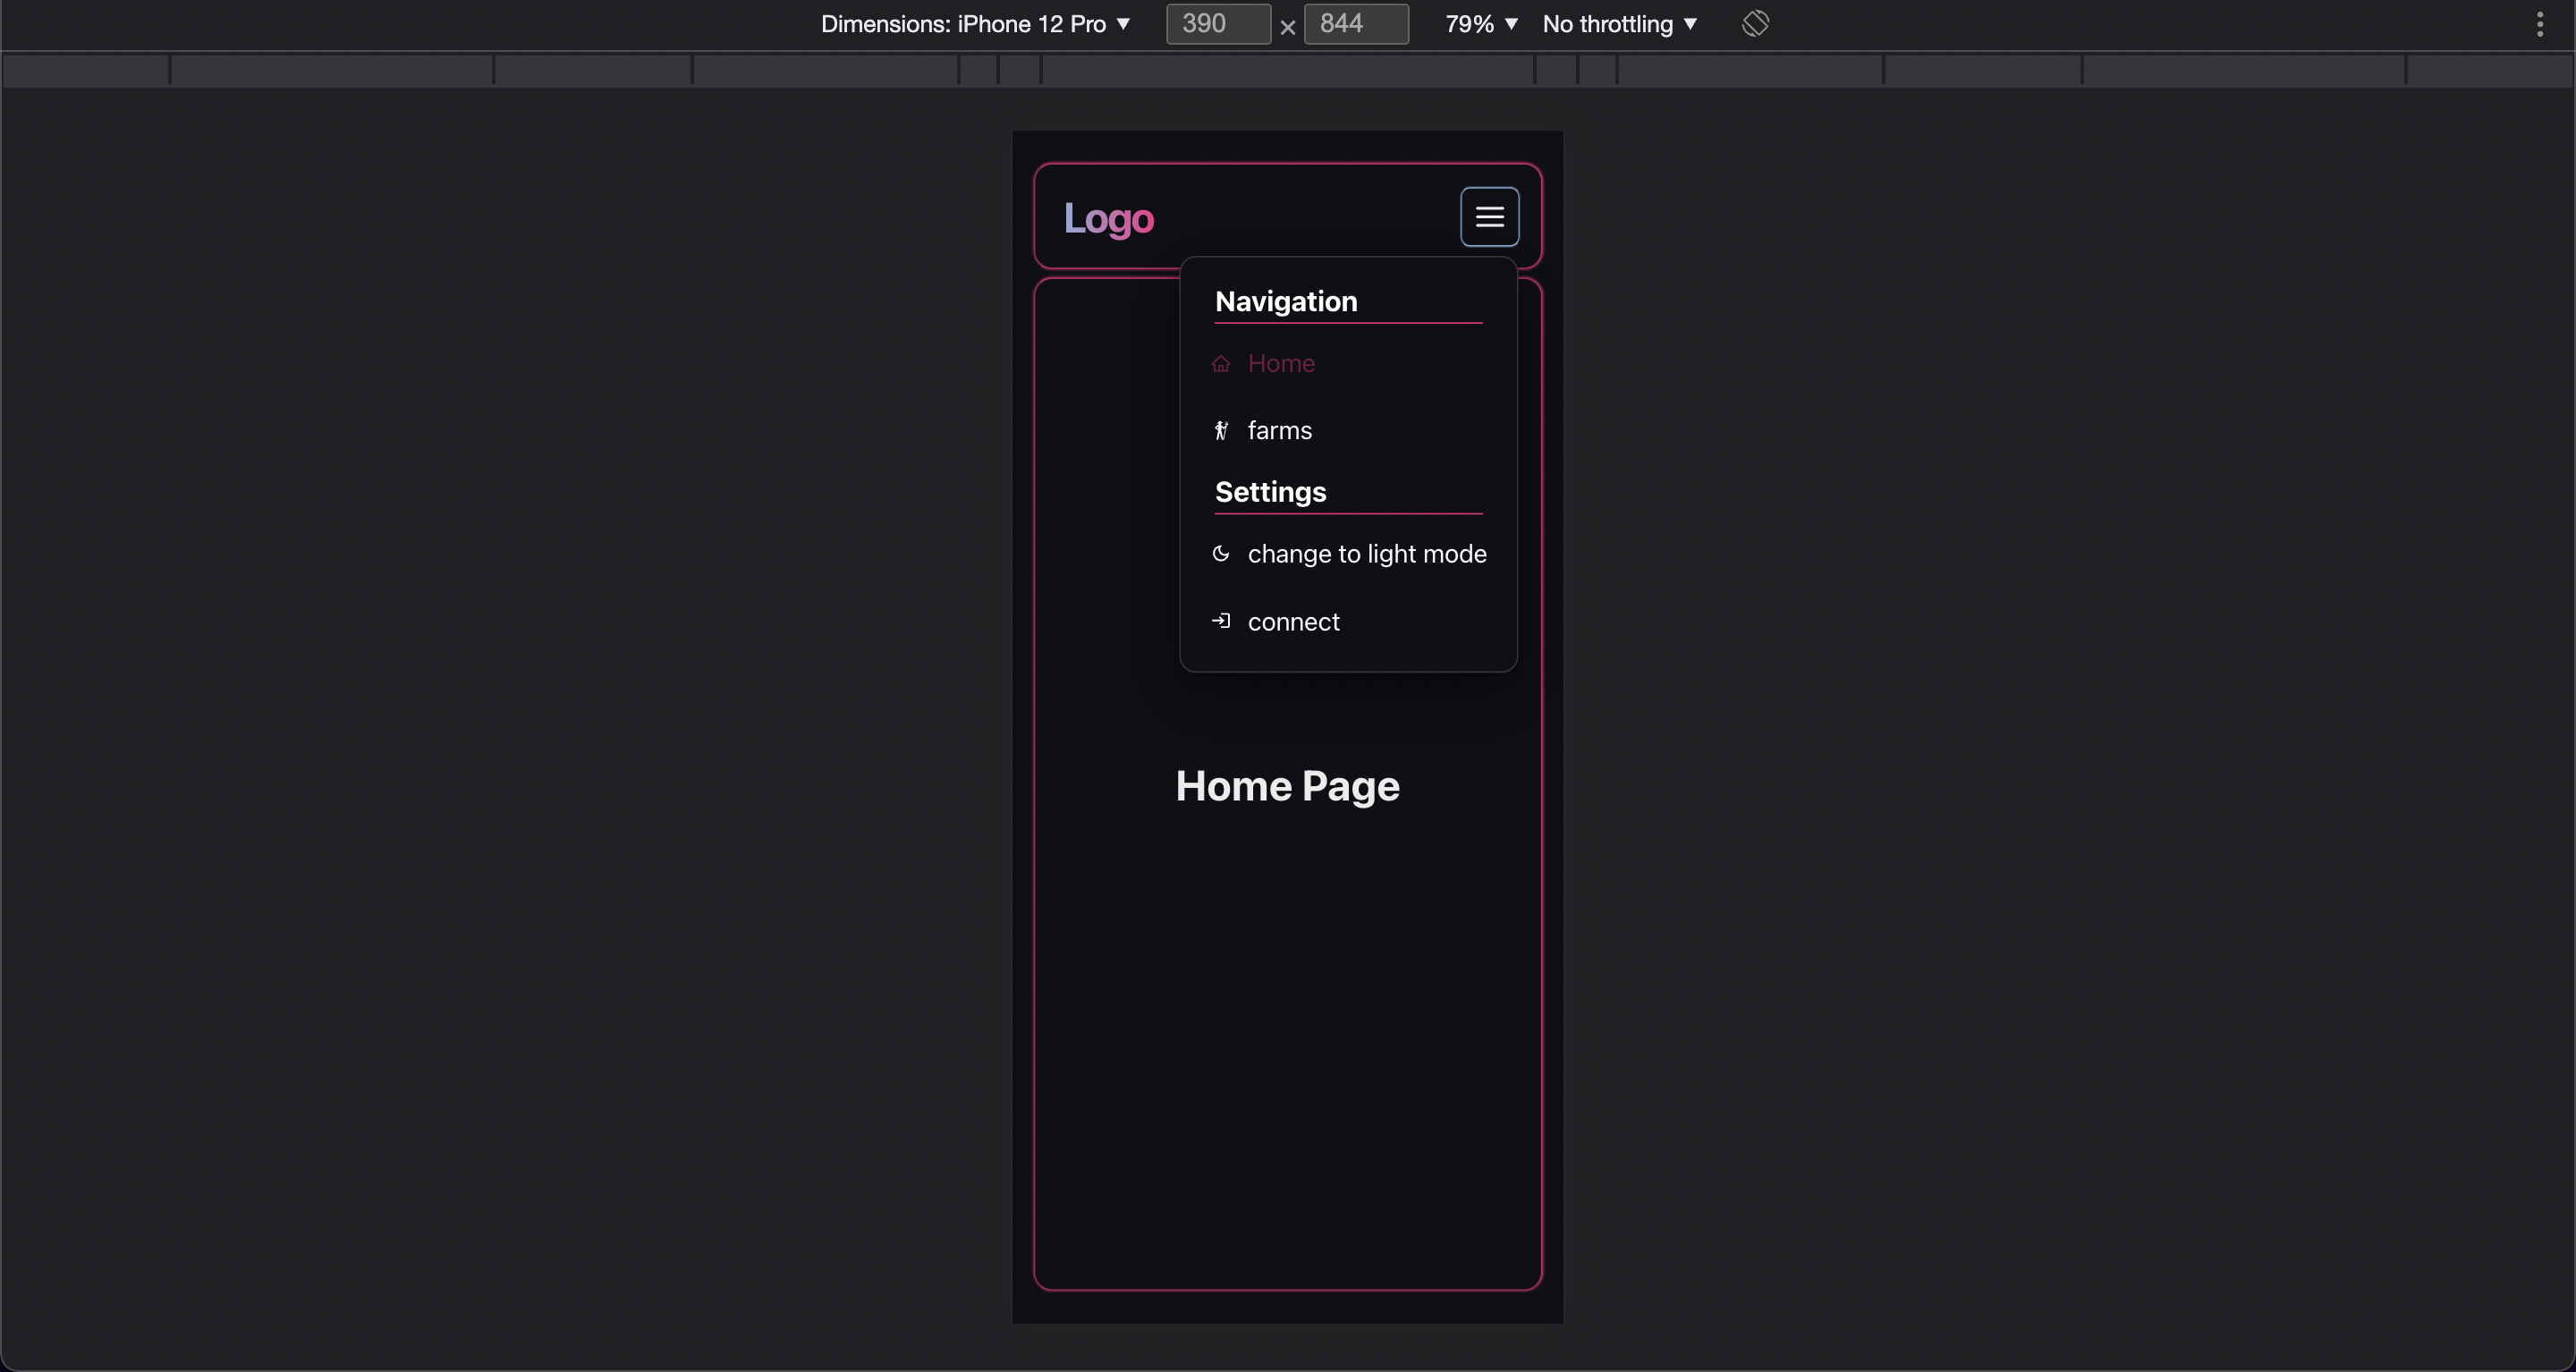 Dimensions: iPhone 12 Pro ▼ 390 × 844 79% ▼ No throttling ▼
Logo
Navigation
Home
farms
Settings
change to light mode
connect
Home Page